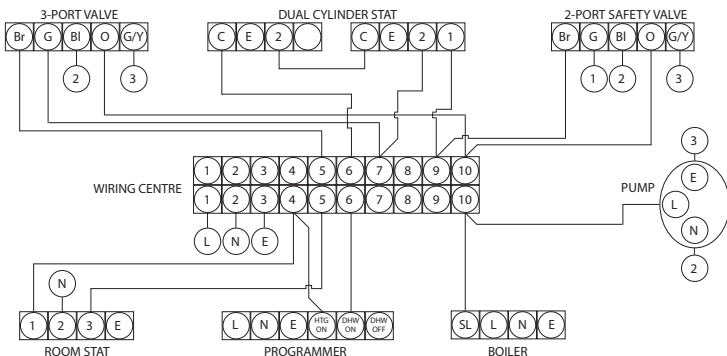 3-PORT VALVE DUAL CYLINDER STAT 2-PORT SAFETY VALVE
Br G Bl O G/Y C E 2 C E 2 1 Br G Bl O G/Y
2 3 1 2 3
3
1 2 3 4 5 6 7 8 9 10
E
WIRING CENTRE PUMP
1 2 3 4 5 6 7 8 9 10
L
N
L N E
2
N
1 2 3 E L N E HTG ON DHW ON DHW OFF SL L N E
ROOM STAT PROGRAMMER BOILER